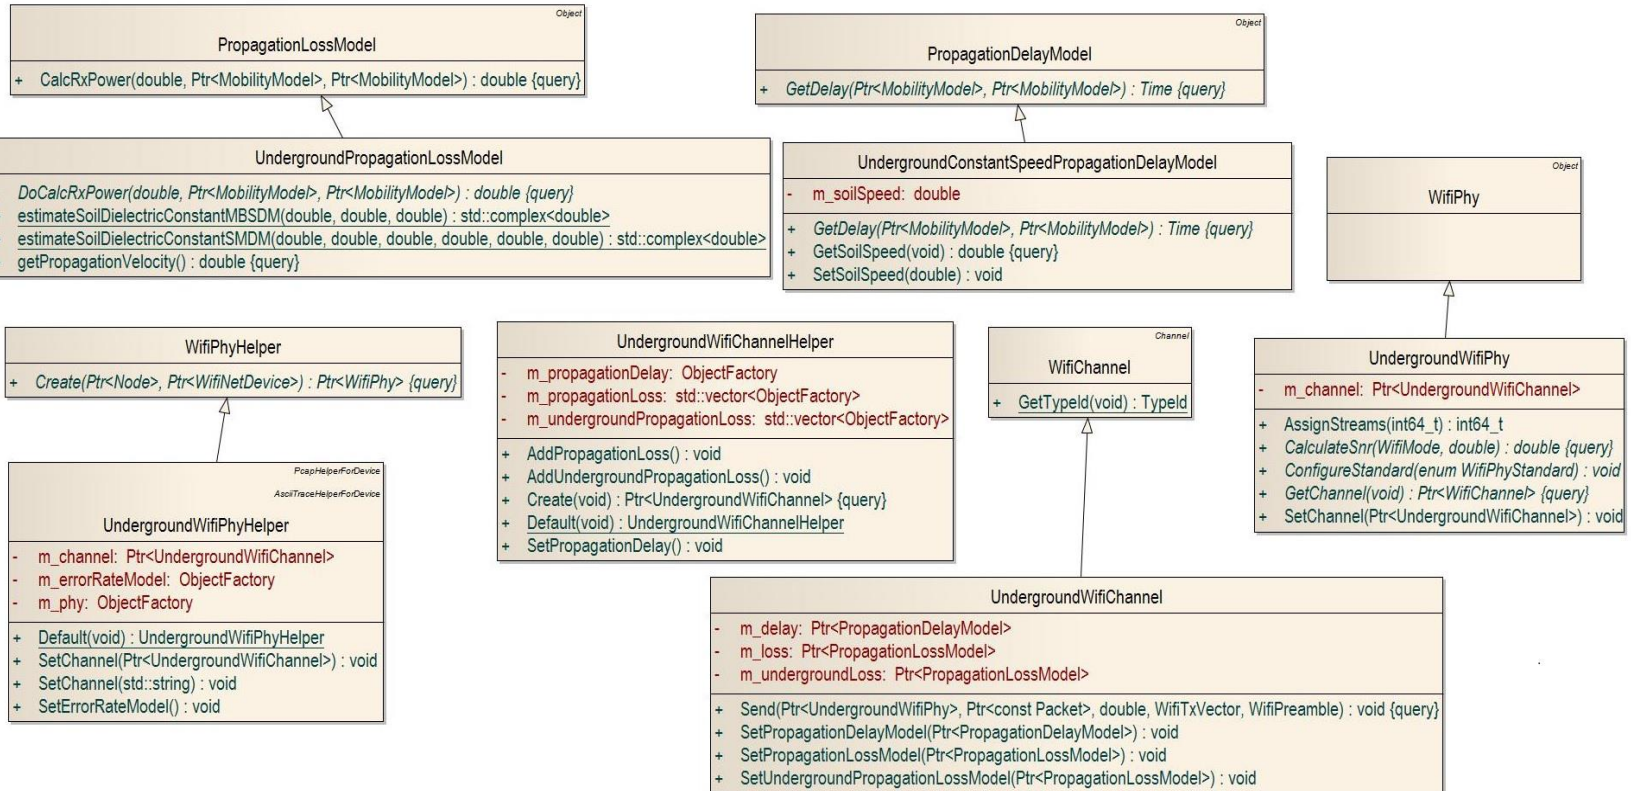 Object
PropagationLossModel
+ CalcRxPower(double, Ptr<MobilityModel>, Ptr<MobilityModel>) : double {query}
Object
PropagationDelayModel
+ GetDelay(Ptr<MobilityModel>, Ptr<MobilityModel>) : Time {query}
UndergroundPropagationLossModel
DoCalcRxPower(double, Ptr<MobilityModel>, Ptr<MobilityModel>) : double {query}
estimateSoilDielectricConstantMBSDM(double, double, double) : std::complex<double>
estimateSoilDielectricConstantSMDM(double, double, double, double, double, double) : std::complex<double>
getPropagationVelocity() : double {query}
UndergroundConstantSpeedPropagationDelayModel
- m_soilSpeed: double
+ GetDelay(Ptr<MobilityModel>, Ptr<MobilityModel>) : Time {query}
+ GetSoilSpeed(void) : double {query}
+ SetSoilSpeed(double) : void
Object
WifiPhy
WifiPhyHelper
+ Create(Ptr<Node>, Ptr<WifiNetDevice>) : Ptr<WifiPhy> {query}
UndergroundWifiChannelHelper
- m_propagationDelay: ObjectFactory
- m_propagationLoss: std::vector<ObjectFactory>
- m_undergroundPropagationLoss: std::vector<ObjectFactory>
+ AddPropagationLoss() : void
+ AddUndergroundPropagationLoss() : void
+ Create(void) : Ptr<UndergroundWifiChannel> {query}
+ Default(void) : UndergroundWifiChannelHelper
+ SetPropagationDelay() : void
Channel
WifiChannel
+ GetTypeId(void) : TypeId
UndergroundWifiPhy
- m_channel: Ptr<UndergroundWifiChannel>
+ AssignStreams(int64_t) : int64_t
+ CalculateSnr(WifiMode, double) : double {query}
+ ConfigureStandard(enum WifiPhyStandard) : void
+ GetChannel(void) : Ptr<WifiChannel> {query}
+ SetChannel(Ptr<UndergroundWifiChannel>) : void
PcapHelperForDevice
AsciiTraceHelperForDevice
UndergroundWifiPhyHelper
- m_channel: Ptr<UndergroundWifiChannel>
- m_errorRateModel: ObjectFactory
- m_phy: ObjectFactory
+ Default(void) : UndergroundWifiPhyHelper
+ SetChannel(Ptr<UndergroundWifiChannel>) : void
+ SetChannel(std::string) : void
+ SetErrorRateModel() : void
UndergroundWifiChannel
- m_delay: Ptr<PropagationDelayModel>
- m_loss: Ptr<PropagationLossModel>
- m_undergroundLoss: Ptr<PropagationLossModel>
+ Send(Ptr<UndergroundWifiPhy>, Ptr<const Packet>, double, WifiTxVector, WifiPreamble) : void {query}
+ SetPropagationDelayModel(Ptr<PropagationDelayModel>) : void
+ SetPropagationLossModel(Ptr<PropagationLossModel>) : void
+ SetUndergroundPropagationLossModel(Ptr<PropagationLossModel>) : void